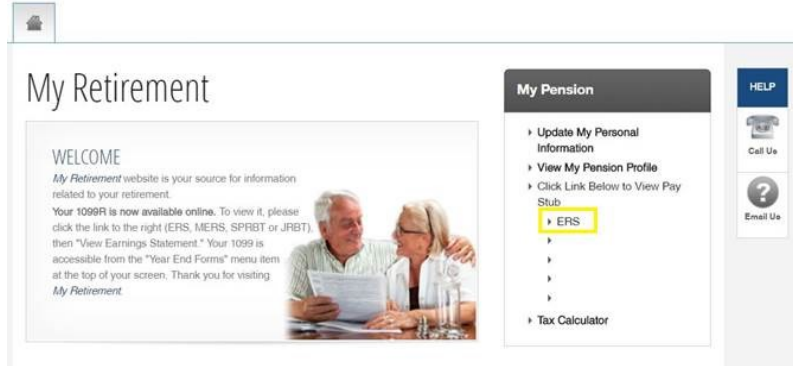 My Retirement
WELCOME
My Retirement website is your source for information
related to your retirement.
Your 1099R is now available online. To view it, please
click the link to the right (ERS, MERS, SPRBT or JRBT),
then "View Earnings Statement." Your 1099 is
accessible from the "Year End Forms" menu item
at the top of your screen. Thank you for visiting
My Retirement.
My Pension
Update My Personal
Information
View My Pension Profile
Click Link Below to View Pay
Stub
ERS
Tax Calculator
HELP
Call Us
?
Email Us